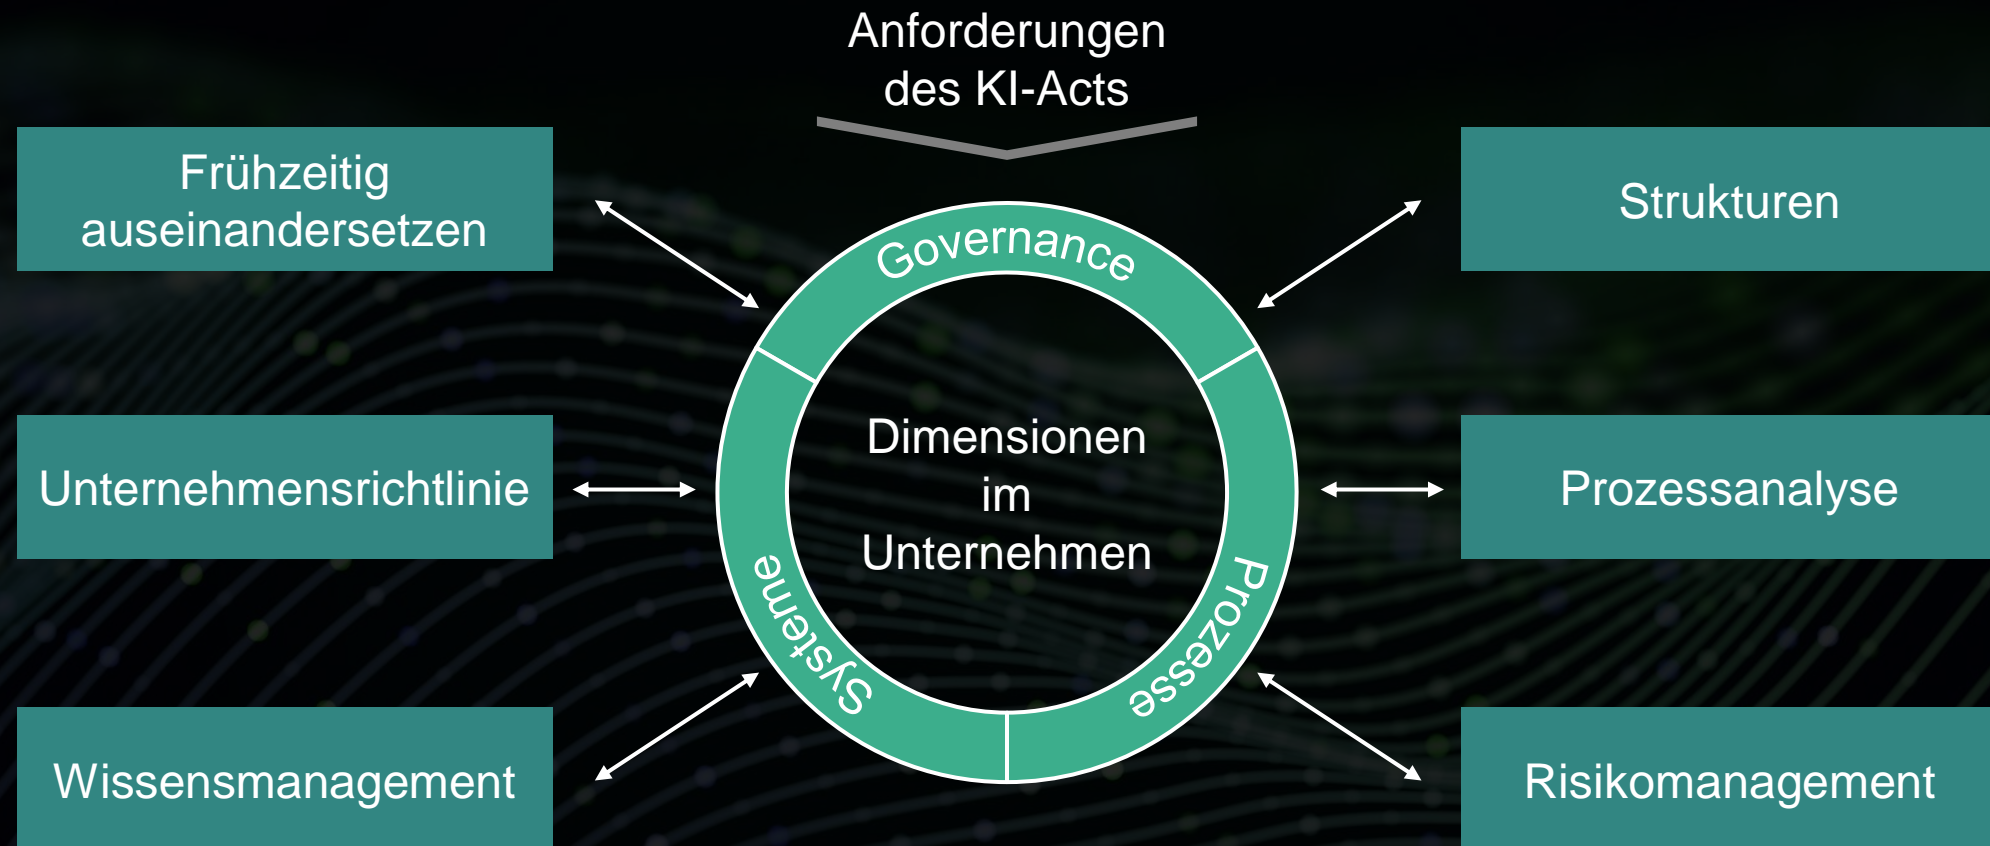 Anforderungen
des KI-Acts
Frühzeitig
auseinandersetzen
Strukturen
Governance
Unternehmensrichtlinie
Dimensionen
im
Unternehmen
Prozessanalyse
Systeme
Prozesse
Wissensmanagement
Risikomanagement